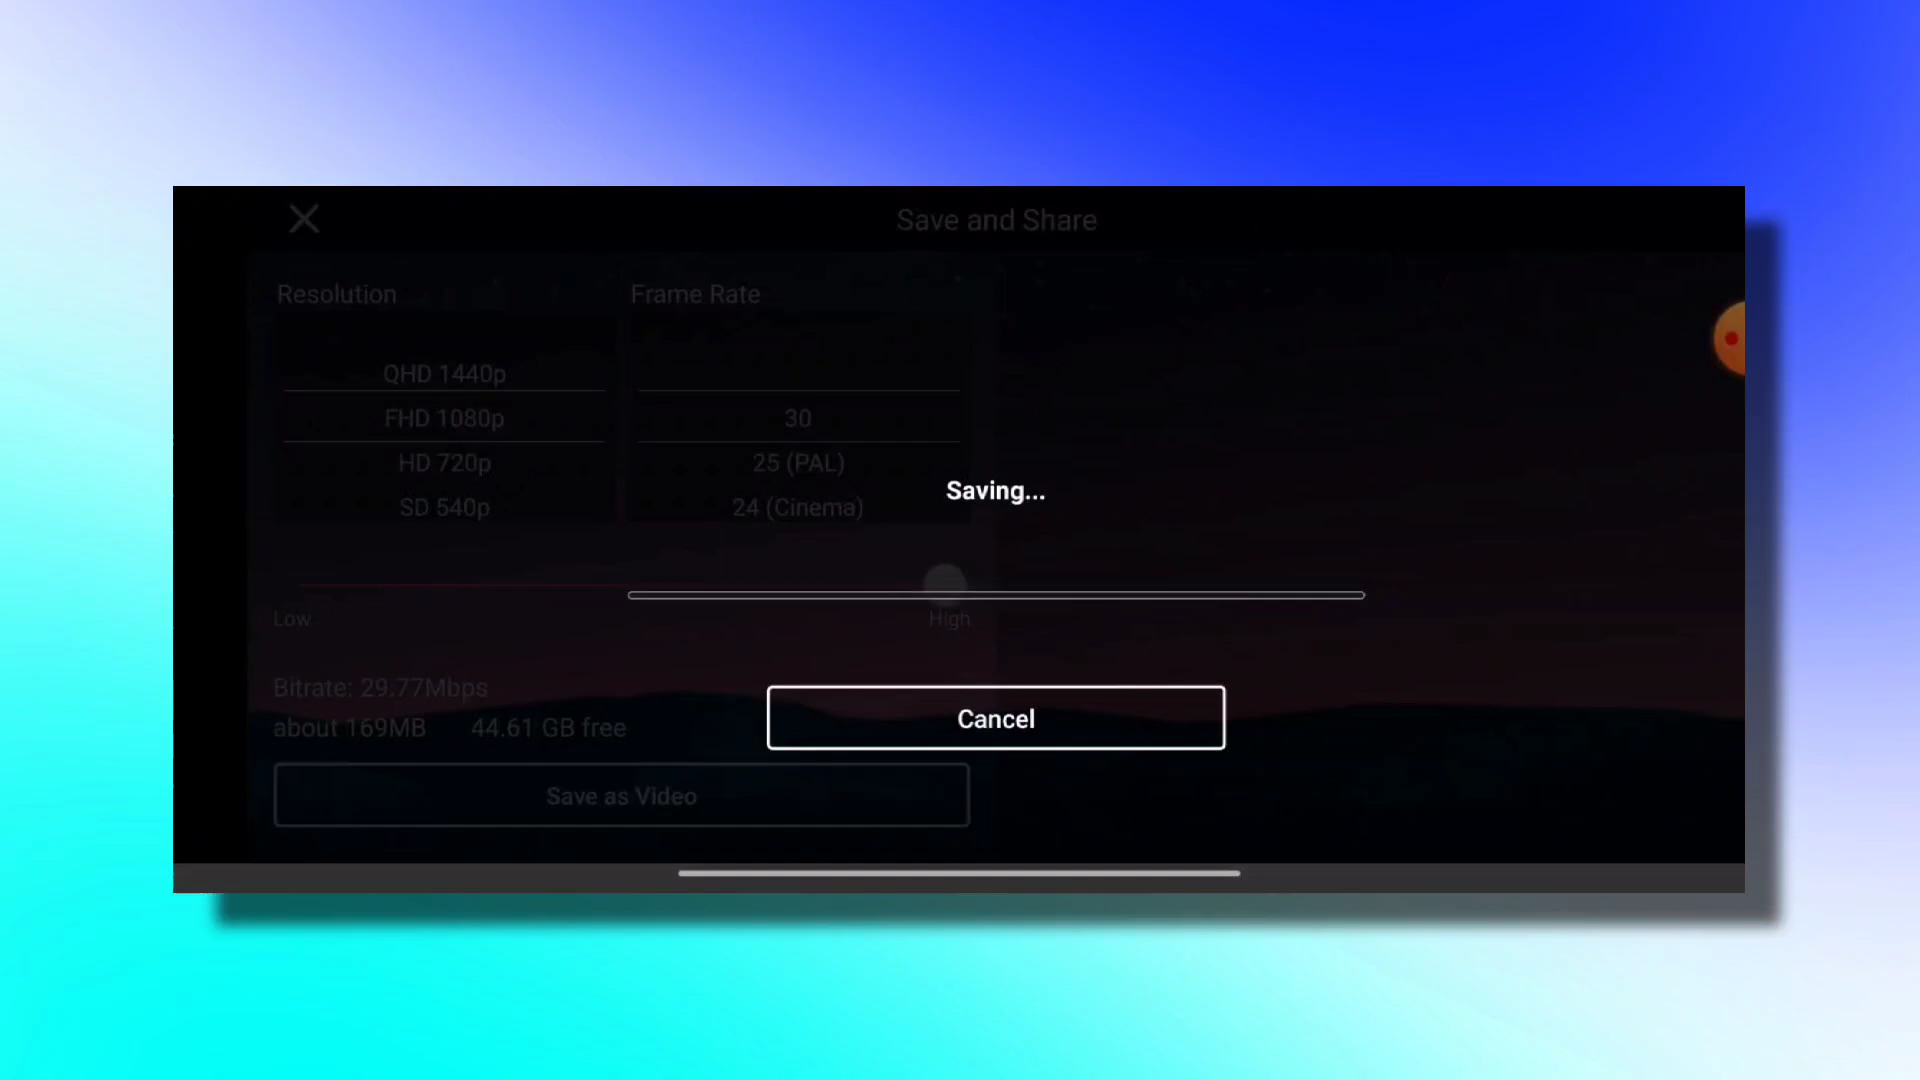 Save and Share
Resolution
Frame Rate
QHD 1440p
FHD 1080p
30
HD 720p
25 (PAL)
SD 540p
24 (Cinema)
Saving...
Low
High
Bitrate: 29.77Mbps
about 169MB
44.61 GB free
Cancel
Save as Video